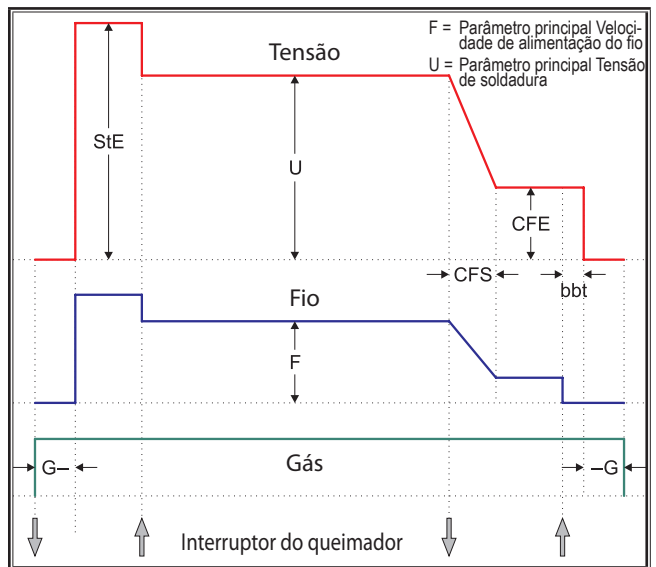 F = Parâmetro principal Veloci-
dade de alimentação do fio
U = Parâmetro principal Tensão
de soldadura
Tensão
StE
U
CFE
CFS
bbt
Fio
F
Gás
G–
–G
Interruptor do queimador